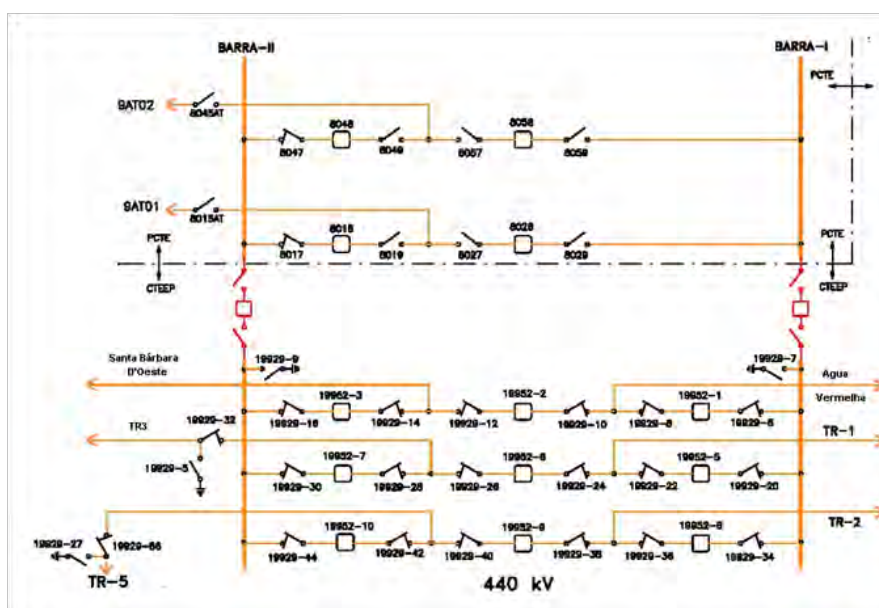 BARRA-II
BARRA-I
PCTE
SAT02
8045AT
8048
8058
8047
8049
8057
8059
SAT01
8015AT
8018
8028
PCTE
PCTE
8017
8019
8027
8029
CTEEP
CTEEP
Santa Bárbara
D'Oeste
19929-9
19929-7
Agua
Vermelha
19952-3
19952-2
19952-1
19929-32
19929-16
19929-14
19929-12
19929-10
19929-8
19929-6
TR3
TR-1
19952-7
19952-6
19952-5
19929-5
19929-30
19929-28
19929-26
19929-24
19929-22
19929-20
19952-10
19952-9
19952-8
TR-2
19929-27
19929-66
19929-44
19929-42
19929-40
19929-38
19929-36
19929-34
TR-5
440 kV